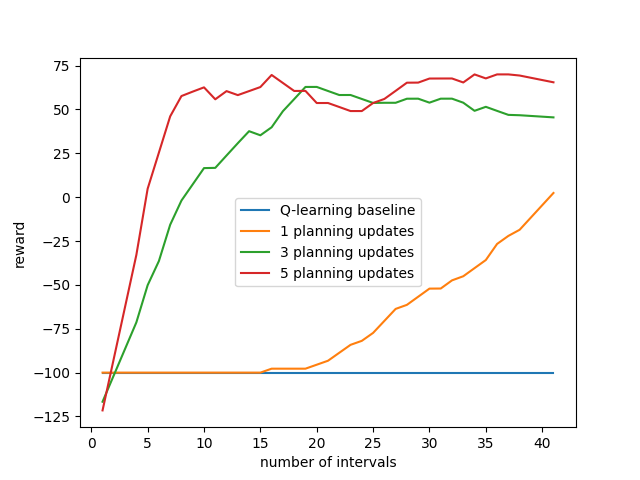 75
50
25
0
−25
−50
−75
−100
−125
reward
Q-learning baseline
1 planning updates
3 planning updates
5 planning updates
0 5 10 15 20 25 30 35 40
number of intervals